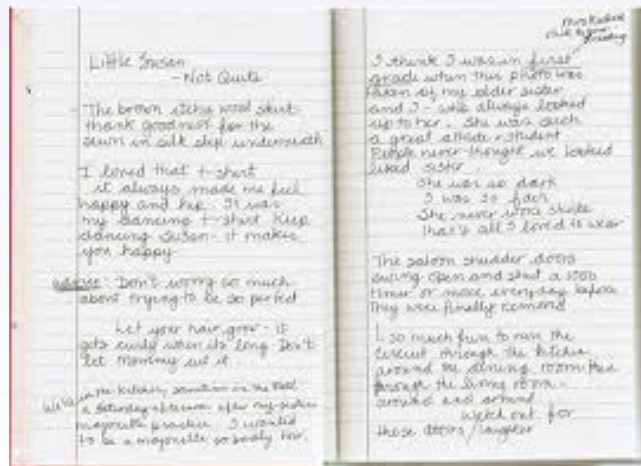 Little Susan
- Not Quite
The brown itchy wool skirt
thank goodness for the
sewn in silk slip underneath
I loved that t-shirt
it always made me feel
happy and hip. It was
my dancing t-shirt Keep
dancing Susan - it makes
you happy
advice: Don't worry so much
about trying to be so perfect
Let your hair grow - it
gets curly when its long Don't
let Mommy cut it
in the kitchen, sometime in the
a Saturday afternoon after my sisters
majorette practice. I wanted
to be a majorette so badly too.
I think I was in first
grade when this photo was
taken of my older sister
and I - who always looked
up to her. She was such
a great athlete + student
People never thought we looked
liked sister
She was so dark
I was so fair
She never wore skirts
That's all I loved to wear
The saloon shudder doors
swing open and shut a 1000
times or more everyday before
they were finally removd
so much fun to run the
circuit through the kitchen
around the dining room then
through the living room -
around and around
watch out for
those doors/laughter